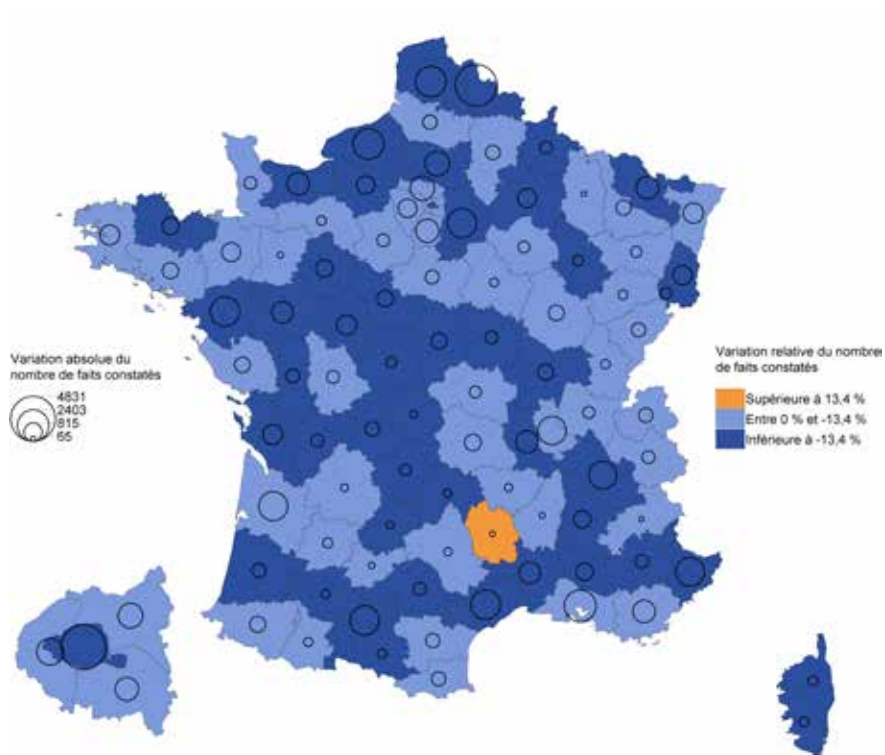 Variation absolue du
nombre de faits constatés
4831
2403
815
65
Variation relative du nombre
de faits constatés
Supérieure à 13,4 %
Entre 0 % et -13,4 %
Inférieure à -13,4 %